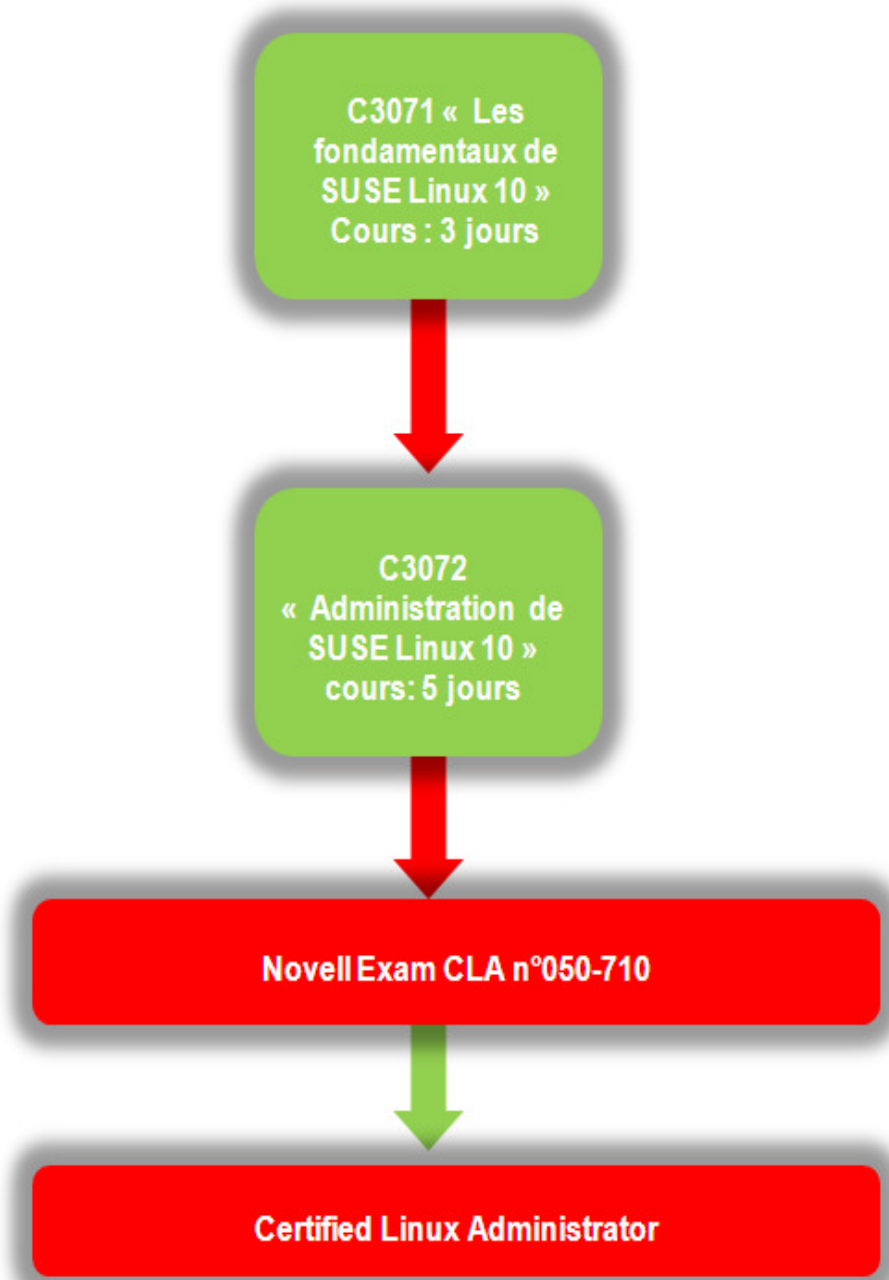 C3071 « Les
fondamentaux de
SUSE Linux 10 »
Cours : 3 jours
C3072
« Administration de
SUSE Linux 10 »
cours: 5 jours
Novell Exam CLA n°050-710
Certified Linux Administrator